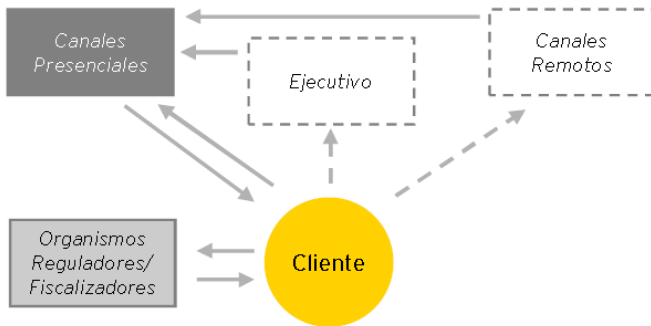 Canales
Presenciales
Ejecutivo
Canales
Remotos
Organismos
Reguladores/
Fiscalizadores
Cliente